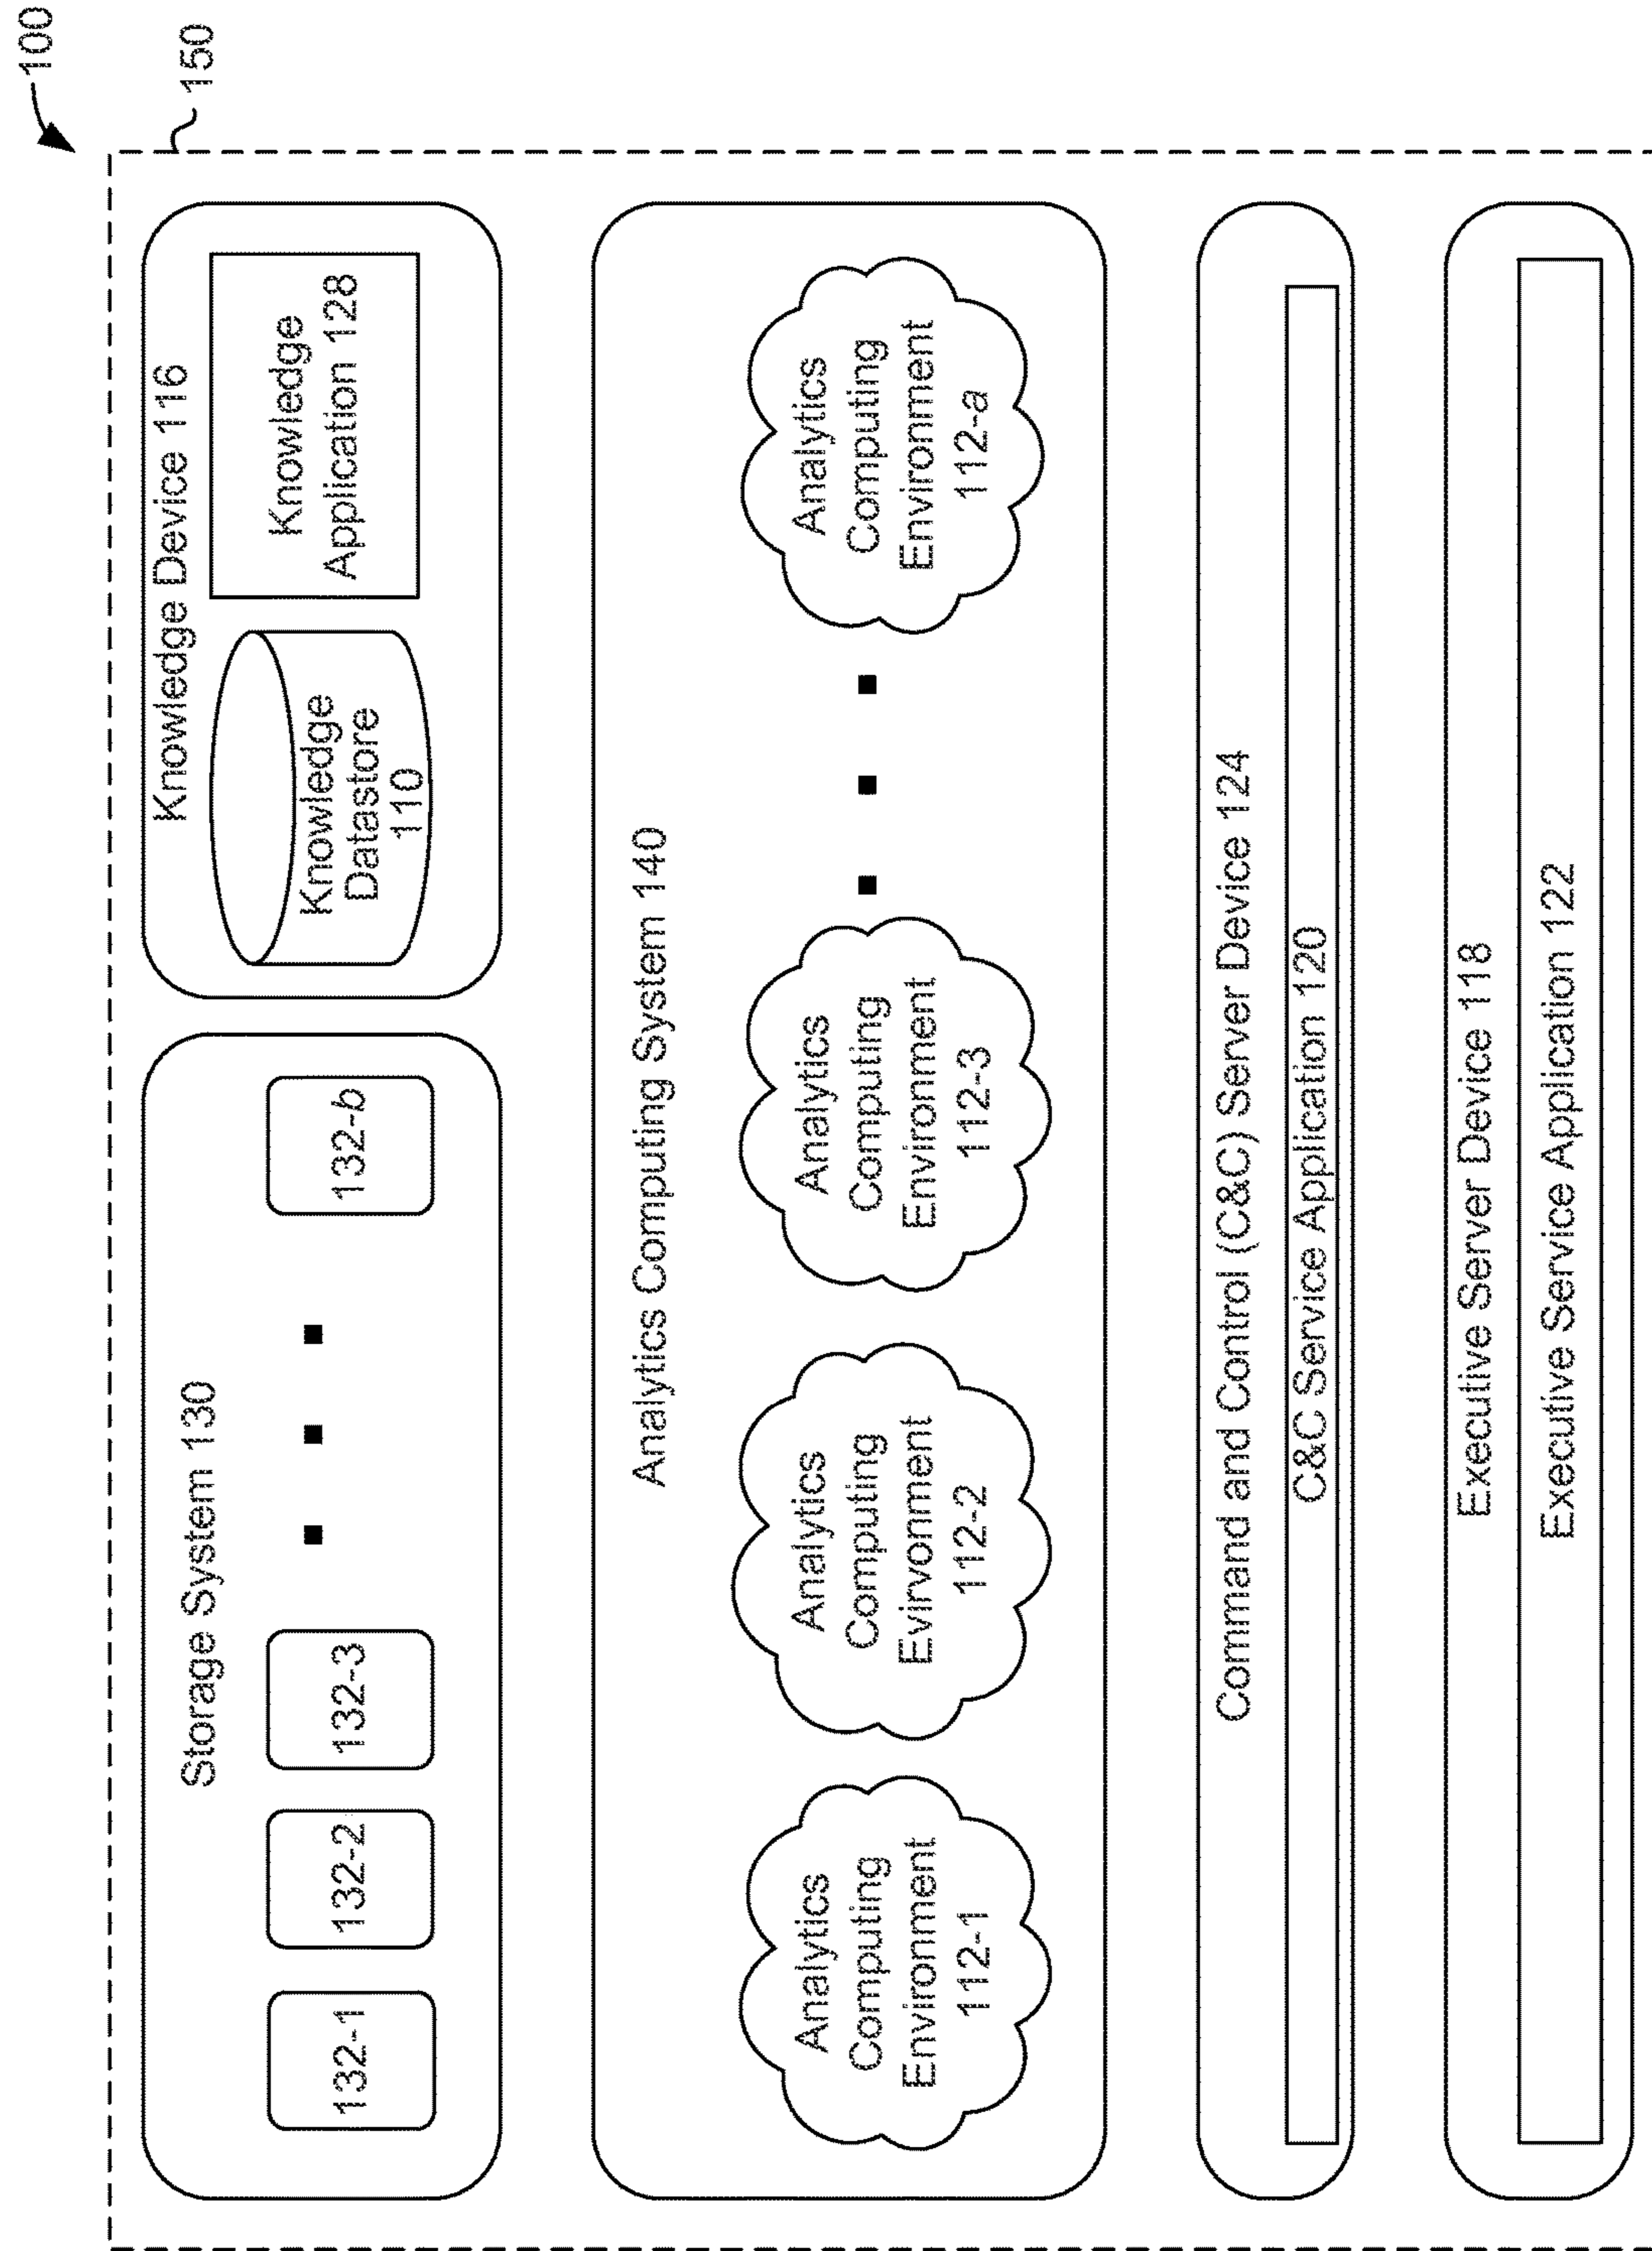 100
150
Storage System 130
132-1
132-2
132-3
132-b
Knowledge Device 116
Knowledge
Datastore
110
Knowledge
Application 128
Analytics Computing System 140
Analytics
Computing
Environment
112-1
Analytics
Computing
Evirvonment
112-2
Analytics
Computing
Environment
112-3
Analytics
Computing
Environment
112-a
Command and Control (C&C) Server Device 124
C&C Service Application 120
Executive Server Device 118
Executive Service Application 122